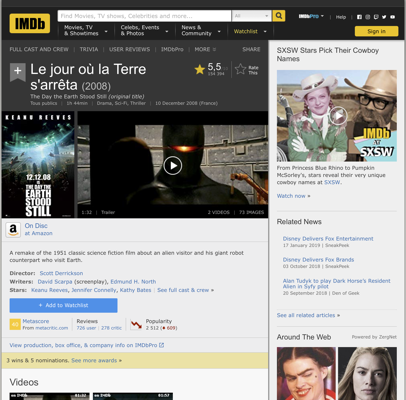 IMDb
Find Movies, TV shows, Celebrities and more...
All
IMDbPro
Help
Movies, TV
& Showtimes
Celebs, Events
& Photos
News &
Community
Watchlist
Sign in
FULL CAST AND CREW | TRIVIA | USER REVIEWS | IMDbPro | MORE
SHARE
Le jour où la Terre
s'arrêta (2008)
The Day the Earth Stood Still (original title)
Tous publics | 1h 44min | Drama, Sci-Fi, Thriller | 10 December 2008 (France)
5,5
Rate
This
KEANU REEVES
12.12.08
THE DAY
THE EARTH
STOOD
STILL
1:32 | Trailer
2 VIDEOS | 73 IMAGES
On Disc
at Amazon
A remake of the 1951 classic science fiction film about an alien visitor and his giant robot
counterpart who visit Earth.
Director: Scott Derrickson
Writers: David Scarpa (screenplay), Edmund H. North
Stars: Keanu Reeves, Jennifer Connelly, Kathy Bates | See full cast & crew »
+ Add to Watchlist
Metascore
From metacritic.com
Reviews
726 user | 278 critic
Popularity
2 512 (609)
View production, box office, & company info on IMDbPro
3 wins & 5 nominations. See more awards »
Videos
SXSW Stars Pick Their Cowboy
Names
IMDb
AT
SXSW
From Princess Blue Rhino to Pumpkin
McSorley's, stars reveal their very unique
cowboy names at SXSW.
Watch now »
Related News
Disney Delivers Fox Entertainment
17 January 2019 | SneakPeek
Disney Delivers Fox Brands
03 October 2018 | SneakPeek
Alan Tudyk to play Dark Horse's Resident
Alien in Syfy pilot
20 September 2018 | Den of Geek
See all related articles »
Around The Web
Powered by ZergNet